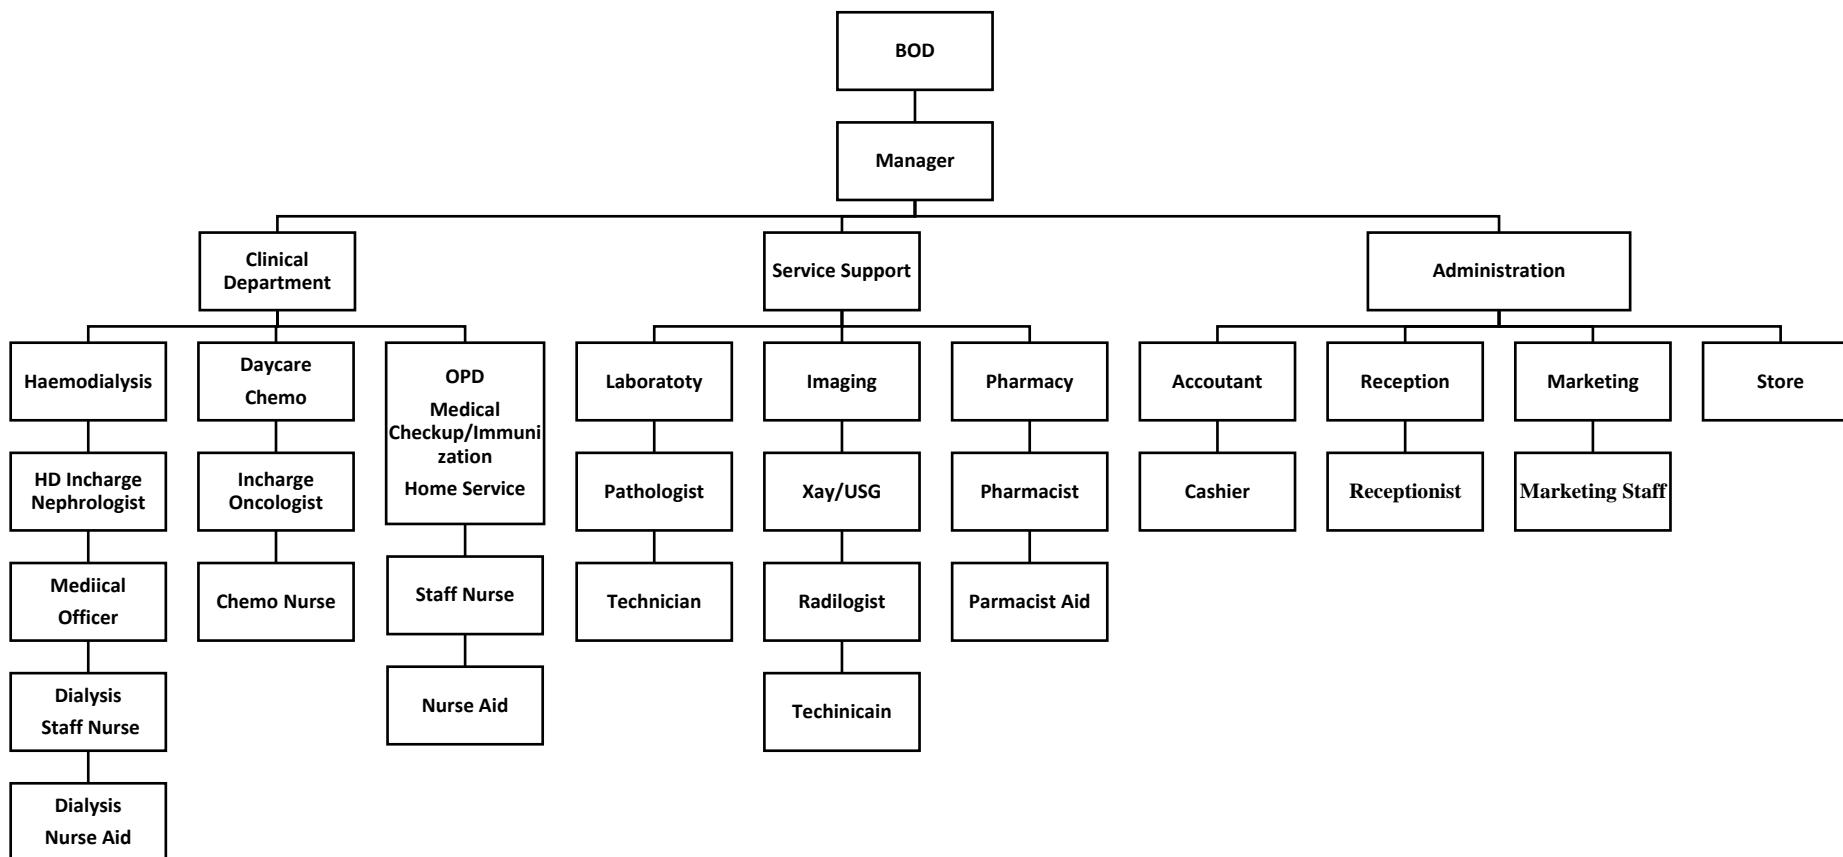 BOD
Manager
Clinical
Department
Service Support
Administration
Haemodialysis
Daycare
Chemo
OPD
Medical
Checkup/Immuni
zation
Home Service
Laboratoty
Imaging
Pharmacy
Accoutant
Reception
Marketing
Store
HD Incharge
Nephrologist
Incharge
Oncologist
Pathologist
Xay/USG
Pharmacist
Cashier
Receptionist
Marketing Staff
Mediical
Officer
Chemo Nurse
Staff Nurse
Technician
Radilogist
Parmacist Aid
Dialysis
Staff Nurse
Nurse Aid
Techinicain
Dialysis
Nurse Aid